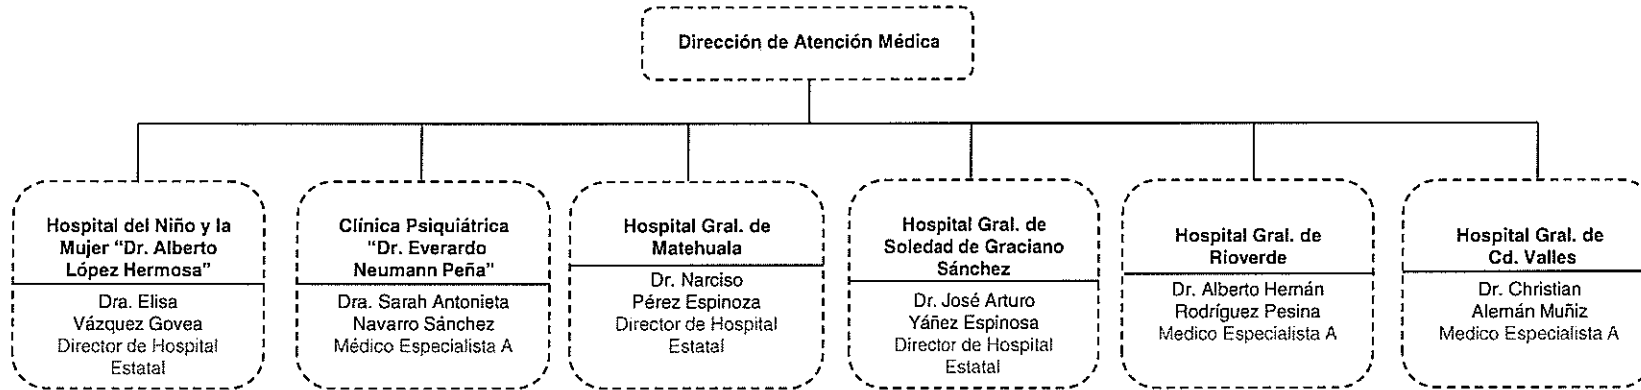 Dirección de Atención Médica
Hospital del Niño y la
Mujer "Dr. Alberto
López Hermosa"
Dra. Elisa
Vázquez Govea
Director de Hospital
Estatal
Clínica Psiquiátrica
"Dr. Everardo
Neumann Peña"
Dra. Sarah Antonieta
Navarro Sánchez
Médico Especialista A
Hospital Gral. de
Matehuala
Dr. Narciso
Pérez Espinoza
Director de Hospital
Estatal
Hospital Gral. de
Soledad de Graciano
Sánchez
Dr. José Arturo
Yáñez Espinosa
Director de Hospital
Estatal
Hospital Gral. de
Rioverde
Dr. Alberto Hernán
Rodríguez Pesina
Medico Especialista A
Hospital Gral. de
Cd. Valles
Dr. Christian
Alemán Muñiz
Medico Especialista A